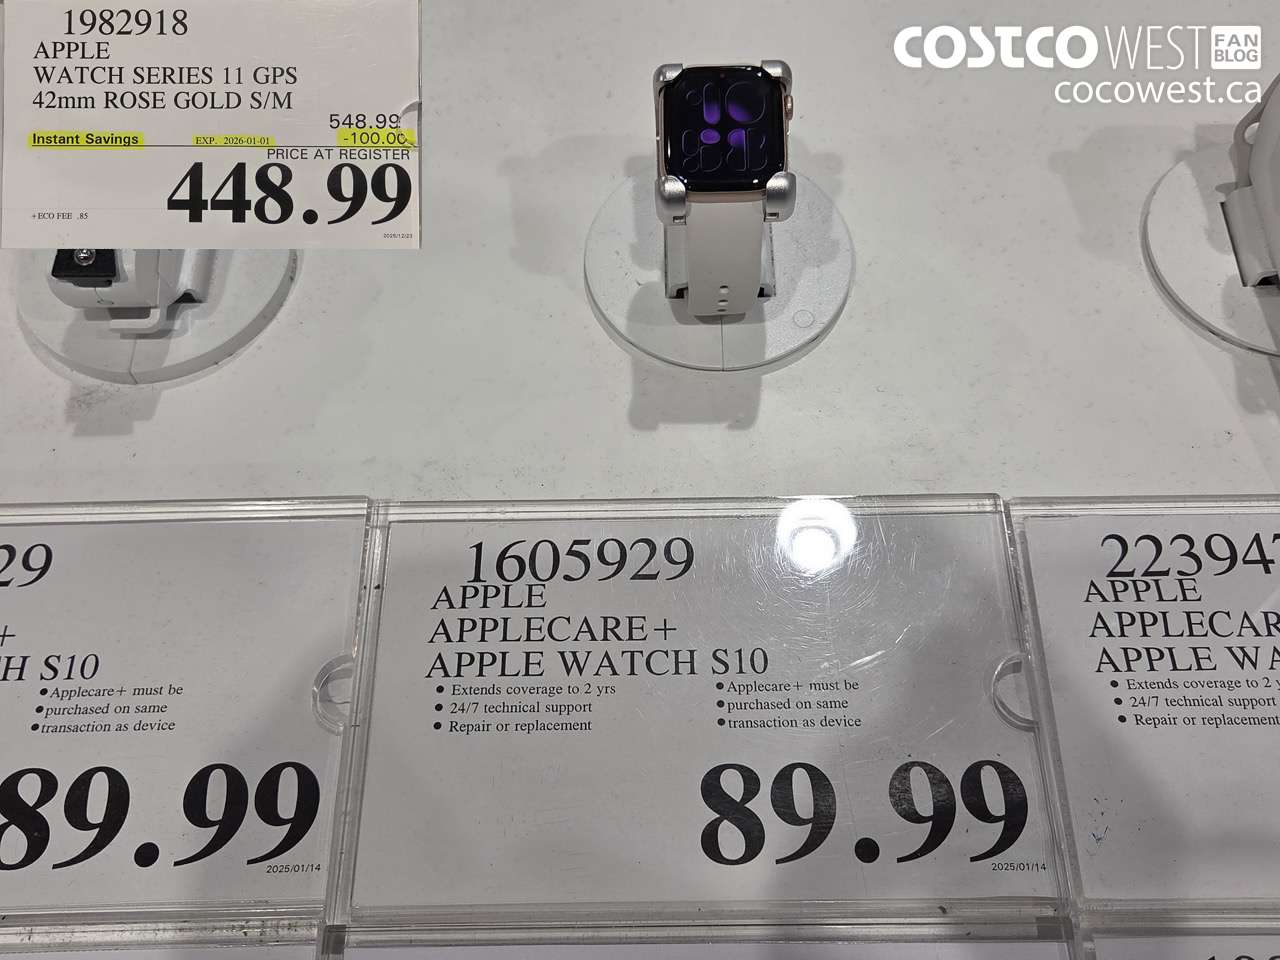 1982918
APPLE
WATCH SERIES 11 GPS
42mm ROSE GOLD S/M
548.99
Instant Savings EXP. 2026-01-01 -100.00
PRICE AT REGISTER
448.99
+ECO FEE .85
2025/12/23
COSTCO WEST FAN BLOG
cocowest.ca
29
+
H S10
Applecare+ must be
purchased on same
transaction as device
89.99
2025/01/14
1605929
APPLE
APPLECARE+
APPLE WATCH S10
Extends coverage to 2 yrs
24/7 technical support
Repair or replacement
Applecare+ must be
purchased on same
transaction as device
89.99
2025/01/14
22394
APPLE
APPLECAR
APPLE WA
Extends coverage to 2 y
24/7 technical support
Repair or replacement